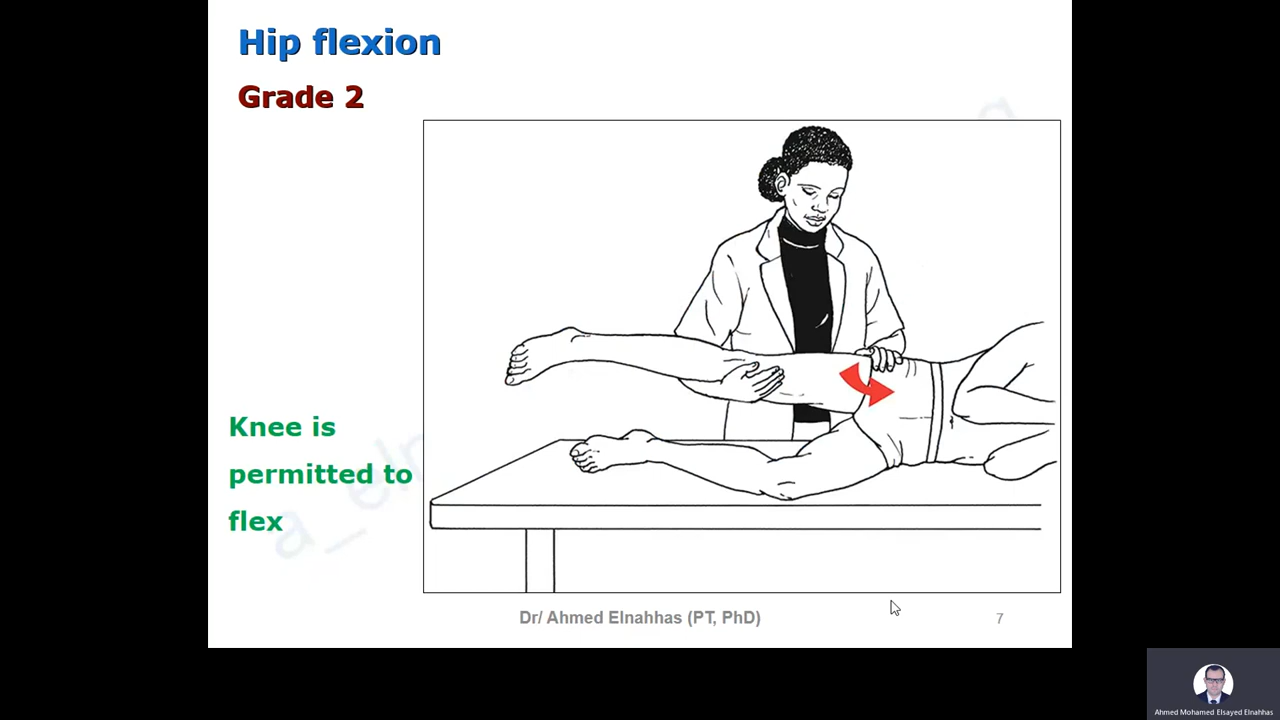 Hip flexion
Grade 2
Knee is
permitted to
flex
Dr/ Ahmed Elnahhas (PT, PhD)
7
Ahmed Mohamed Elsayed Elnahhas